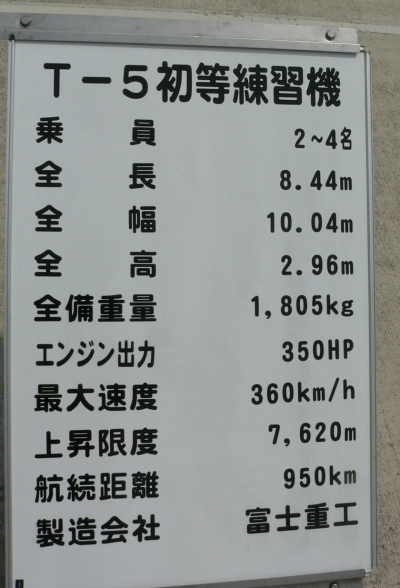 T-5初等練習機
乗員 2~4名
全長 8.44m
全幅 10.04m
全高 2.96m
全備重量 1,805kg
エンジン出力 350HP
最大速度 360km/h
上昇限度 7,620m
航続距離 950km
製造会社 富士重工